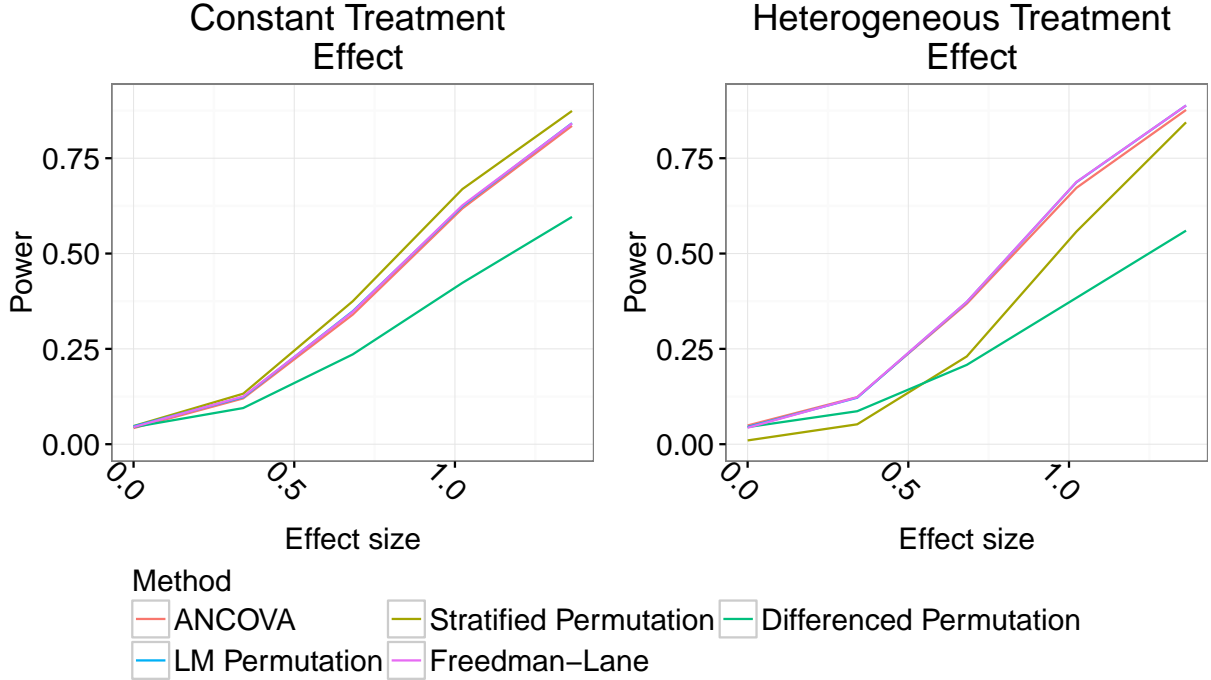 Constant Treatment
Effect
Heterogeneous Treatment
Effect
Power
0.75
0.50
0.25
0.00
0.0
0.5
1.0
Effect size
Power
0.75
0.50
0.25
0.00
0.0
0.5
1.0
Effect size
Method
ANCOVA
Stratified Permutation
Differenced Permutation
LM Permutation
Freedman−Lane